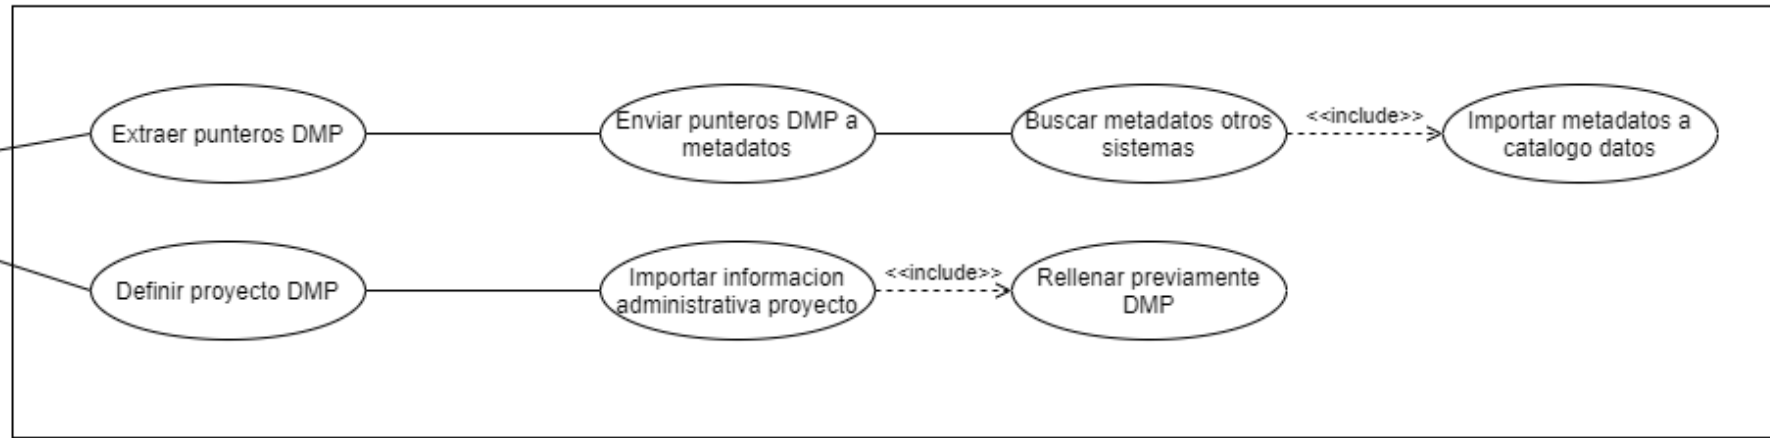 Extraer punteros DMP
Enviar punteros DMP a
metadatos
Buscar metadatos otros
sistemas
<<include>>
Importar metadatos a
catalogo datos
Definir proyecto DMP
Importar informacion
administrativa proyecto
<<include>>
Rellenar previamente
DMP